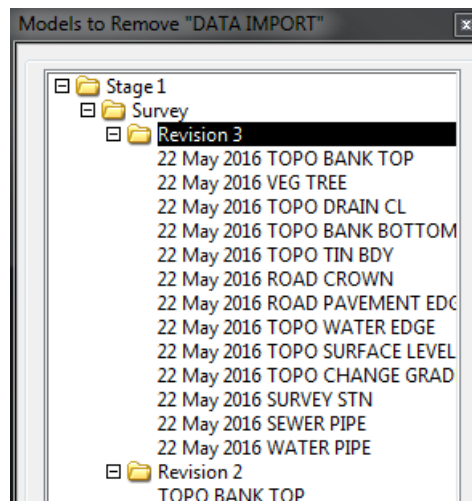 Models to Remove "DATA IMPORT"
Stage 1
Survey
Revision 3
22 May 2016 TOPO BANK TOP
22 May 2016 VEG TREE
22 May 2016 TOPO DRAIN CL
22 May 2016 TOPO BANK BOTTOM
22 May 2016 TOPO TIN BDY
22 May 2016 ROAD CROWN
22 May 2016 ROAD PAVEMENT EDG
22 May 2016 TOPO WATER EDGE
22 May 2016 TOPO SURFACE LEVEL
22 May 2016 TOPO CHANGE GRAD
22 May 2016 SURVEY STN
22 May 2016 SEWER PIPE
22 May 2016 WATER PIPE
Revision 2
TOPO BANK TOP